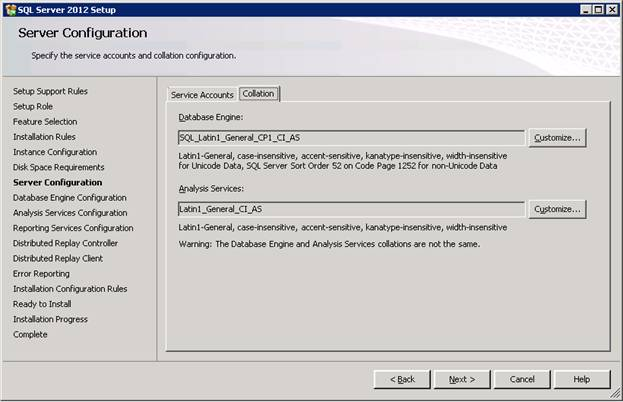 SQL Server 2012 Setup
Server Configuration
Specify the service accounts and collation configuration.
Setup Support Rules
Setup Role
Feature Selection
Installation Rules
Instance Configuration
Disk Space Requirements
Server Configuration
Database Engine Configuration
Analysis Services Configuration
Reporting Services Configuration
Distributed Replay Controller
Distributed Replay Client
Error Reporting
Installation Configuration Rules
Ready to Install
Installation Progress
Complete
Service Accounts Collation
Database Engine:
SQL_Latin1_General_CP1_CI_AS Customize...
Latin1-General, case-insensitive, accent-sensitive, kanatype-insensitive, width-insensitive
for Unicode Data, SQL Server Sort Order 52 on Code Page 1252 for non-Unicode Data
Analysis Services:
Latin1_General_CI_AS Customize...
Latin1-General, case-insensitive, accent-sensitive, kanatype-insensitive, width-insensitive
Warning: The Database Engine and Analysis Services collations are not the same.
< Back Next > Cancel Help